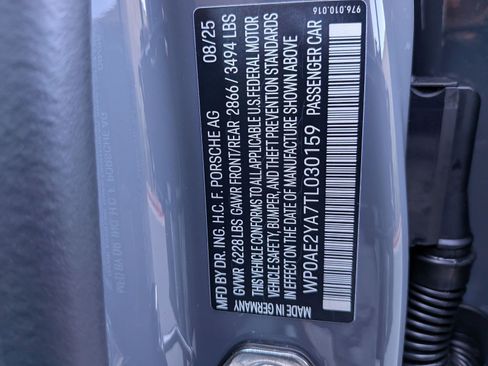 976.010.016
MFD BY DR. ING. H.C. F. PORSCHE AG 08/25
GVWR 6228 LBS GAWR FRONT/REAR 2866 / 3494 LBS
THIS VEHICLE CONFORMS TO ALL APPLICABLE U.S. FEDERAL MOTOR
VEHICLE SAFETY, BUMPER, AND THEFT PREVENTION STANDARDS
IN EFFECT ON THE DATE OF MANUFACTURE SHOWN ABOVE
WP0AE2YA7TL030159 PASSENGER CAR
MADE IN GERMANY